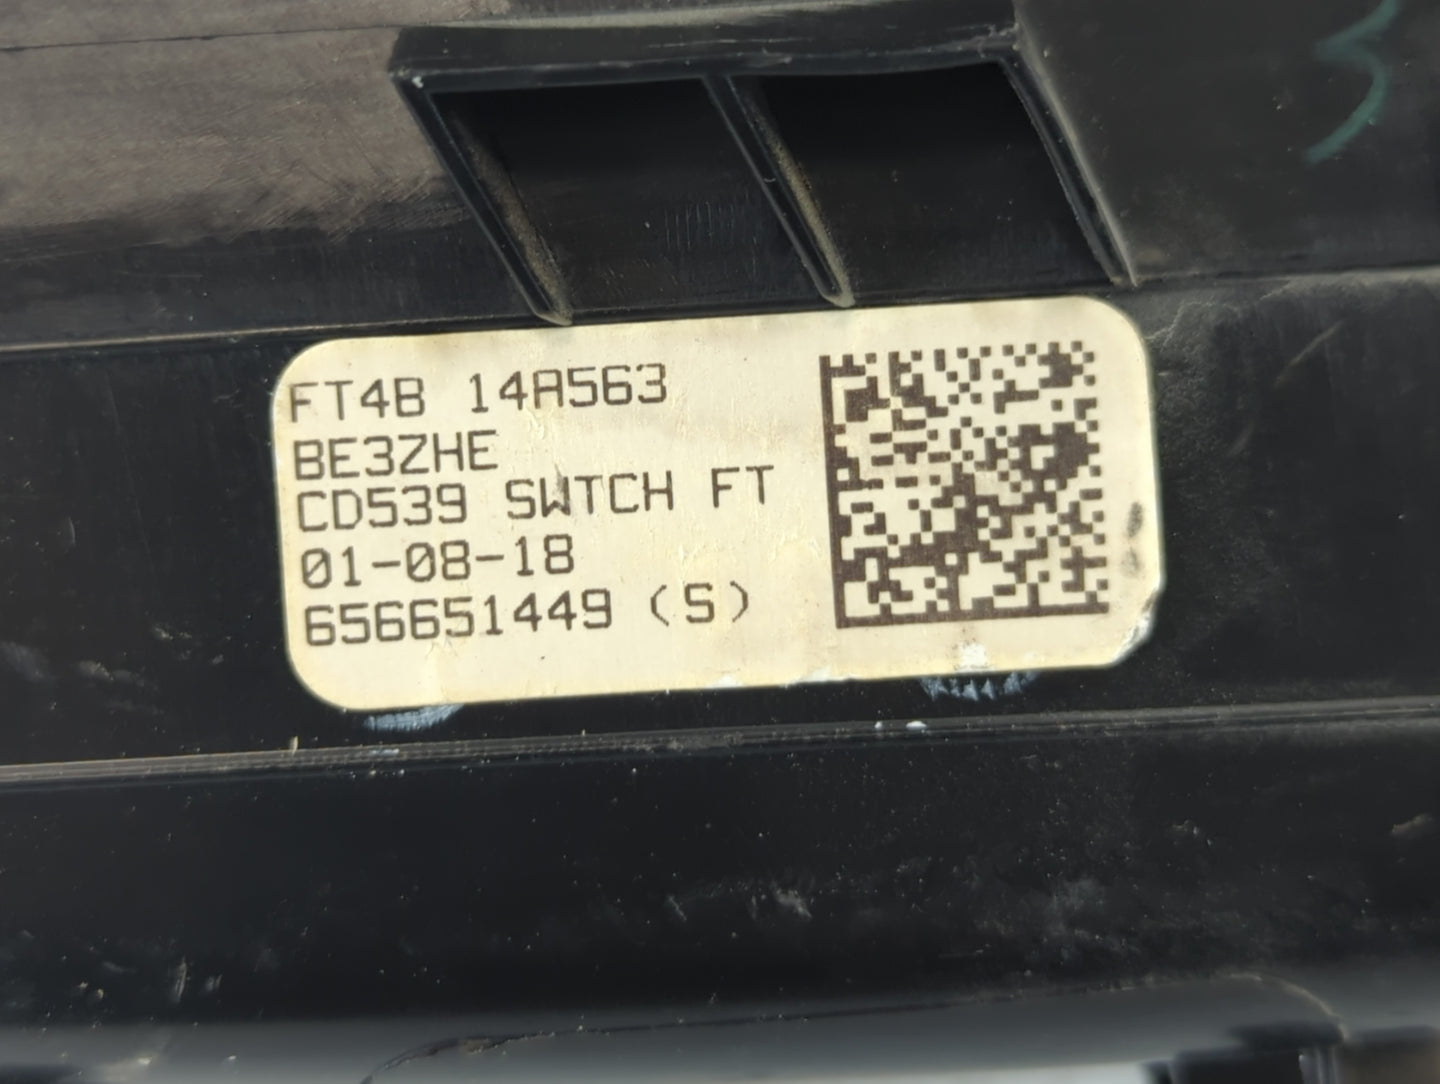 FT4B 14A563
BE3ZHE
CD539 SWTCH FT
01-08-18
656651449 (S)